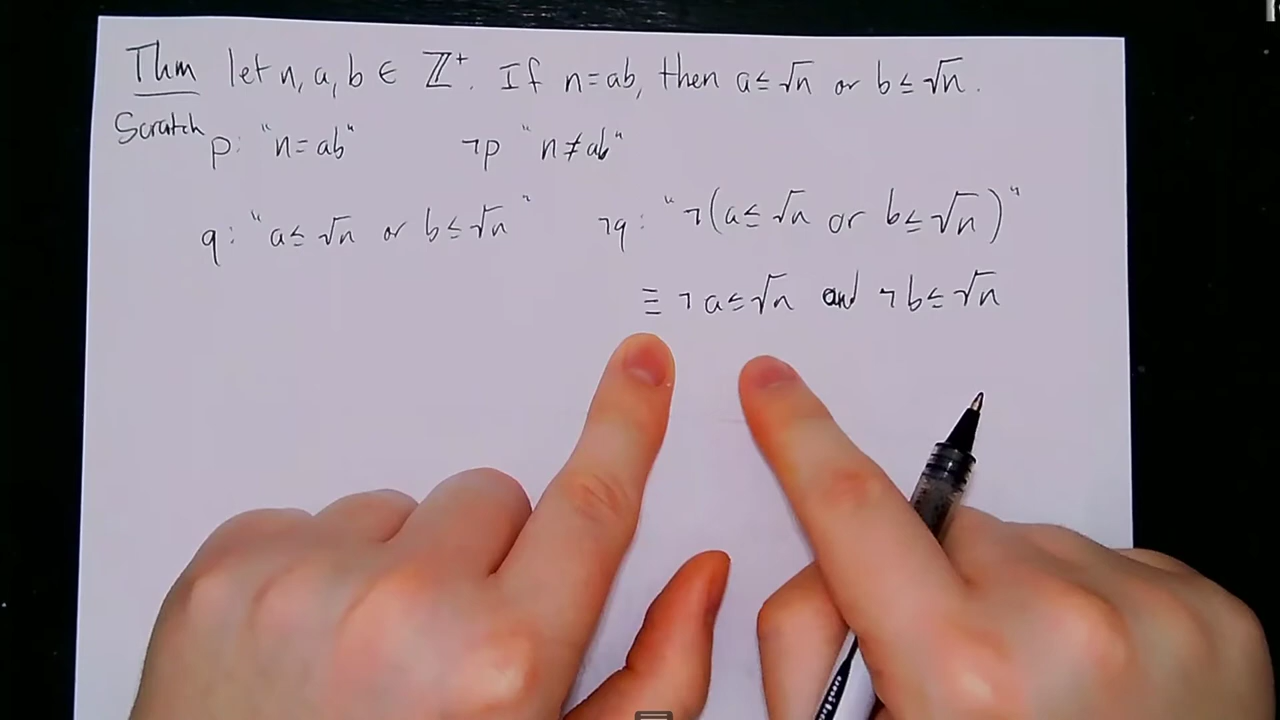 Thm let n, a, b ∈ ℤ⁺. If n=ab, then a≤√n or b≤√n.
Scratch p: "n=ab" ¬p "n≠ab"
q: "a≤√n or b≤√n" ¬q: "¬(a≤√n or b≤√n)"
≡ ¬a≤√n and ¬b≤√n